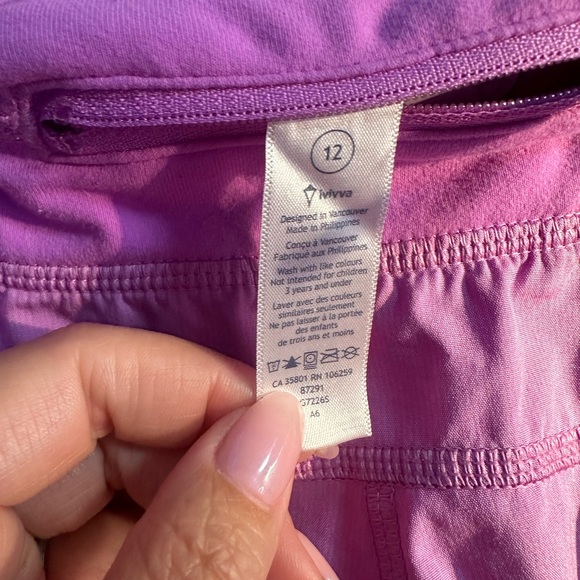 12
ivivva
Designed in Vancouver
Made in Philippines
Conçu à Vancouver
Fabriqué aux Philippines
Wash with like colours
Not intended for children
3 years and under
Laver avec des couleurs
similaires seulement
Ne pas laisser à la portée
des enfants
de trois ans et moins
CA 35801 RN 106259
87291
G7226S
A6